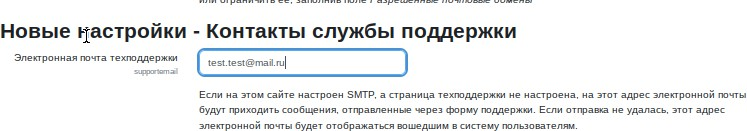 или ограничить ее, заполнив поле Разрешенные почтовые домены
Новые настройки - Контакты службы поддержки
Электронная почта техподдержки
supportemail
test.test@mail.ru
Если на этом сайте настроен SMTP, а страница техподдержки не настроена, на этот адрес электронной почты
будут приходить сообщения, отправленные через форму поддержки. Если отправка не удалась, этот адрес
электронной почты будет отображаться вошедшим в систему пользователям.